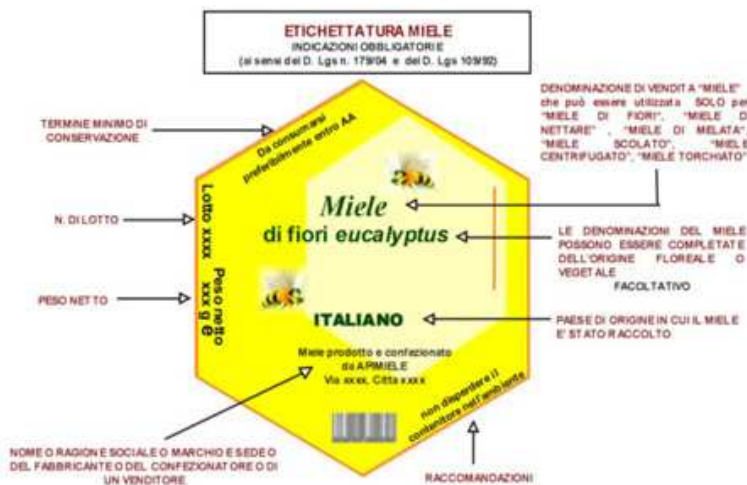 ETICHETTATURA MIELE
INDICAZIONI OBBLIGATORIE
(ai sensi del D. Lgs n. 179/04 e del D. Lgs 109/92)
TERMINE MINIMO DI
CONSERVAZIONE
Da consumarsi
preferibilmente entro AA
DENOMINAZIONE DI VENDITA "MIELE"
che può essere utilizzata SOLO per
"MIELE DI FIORI", "MIELE DI
NETTARE" , "MIELE DI MELATA",
"MIELE SCOLATO", "MIELE
CENTRIFUGATO", "MIELE TORCHIATO"
N. DI LOTTO
Lotto xxxx
Miele
di fiori eucalyptus
LE DENOMINAZIONI DEL MIELE
POSSONO ESSERE COMPLETATE
DELL'ORIGINE FLOREALE O
VEGETALE
FACOLTATIVO
PESO NETTO
Peso netto
xxx g e
ITALIANO
PAESE DI ORIGINE IN CUI IL MIELE
E' STATO RACCOLTO
Miele prodotto e confezionato
da APIMIELE
Via xxxx, Citta xxxx
non disperdere il
contenitore nell'ambiente
NOME O RAGIONE SOCIALE O MARCHIO E SEDE O
DEL FABBRICANTE O DEL CONFEZIONATORE O DI
UN VENDITORE
RACCOMANDAZIONI